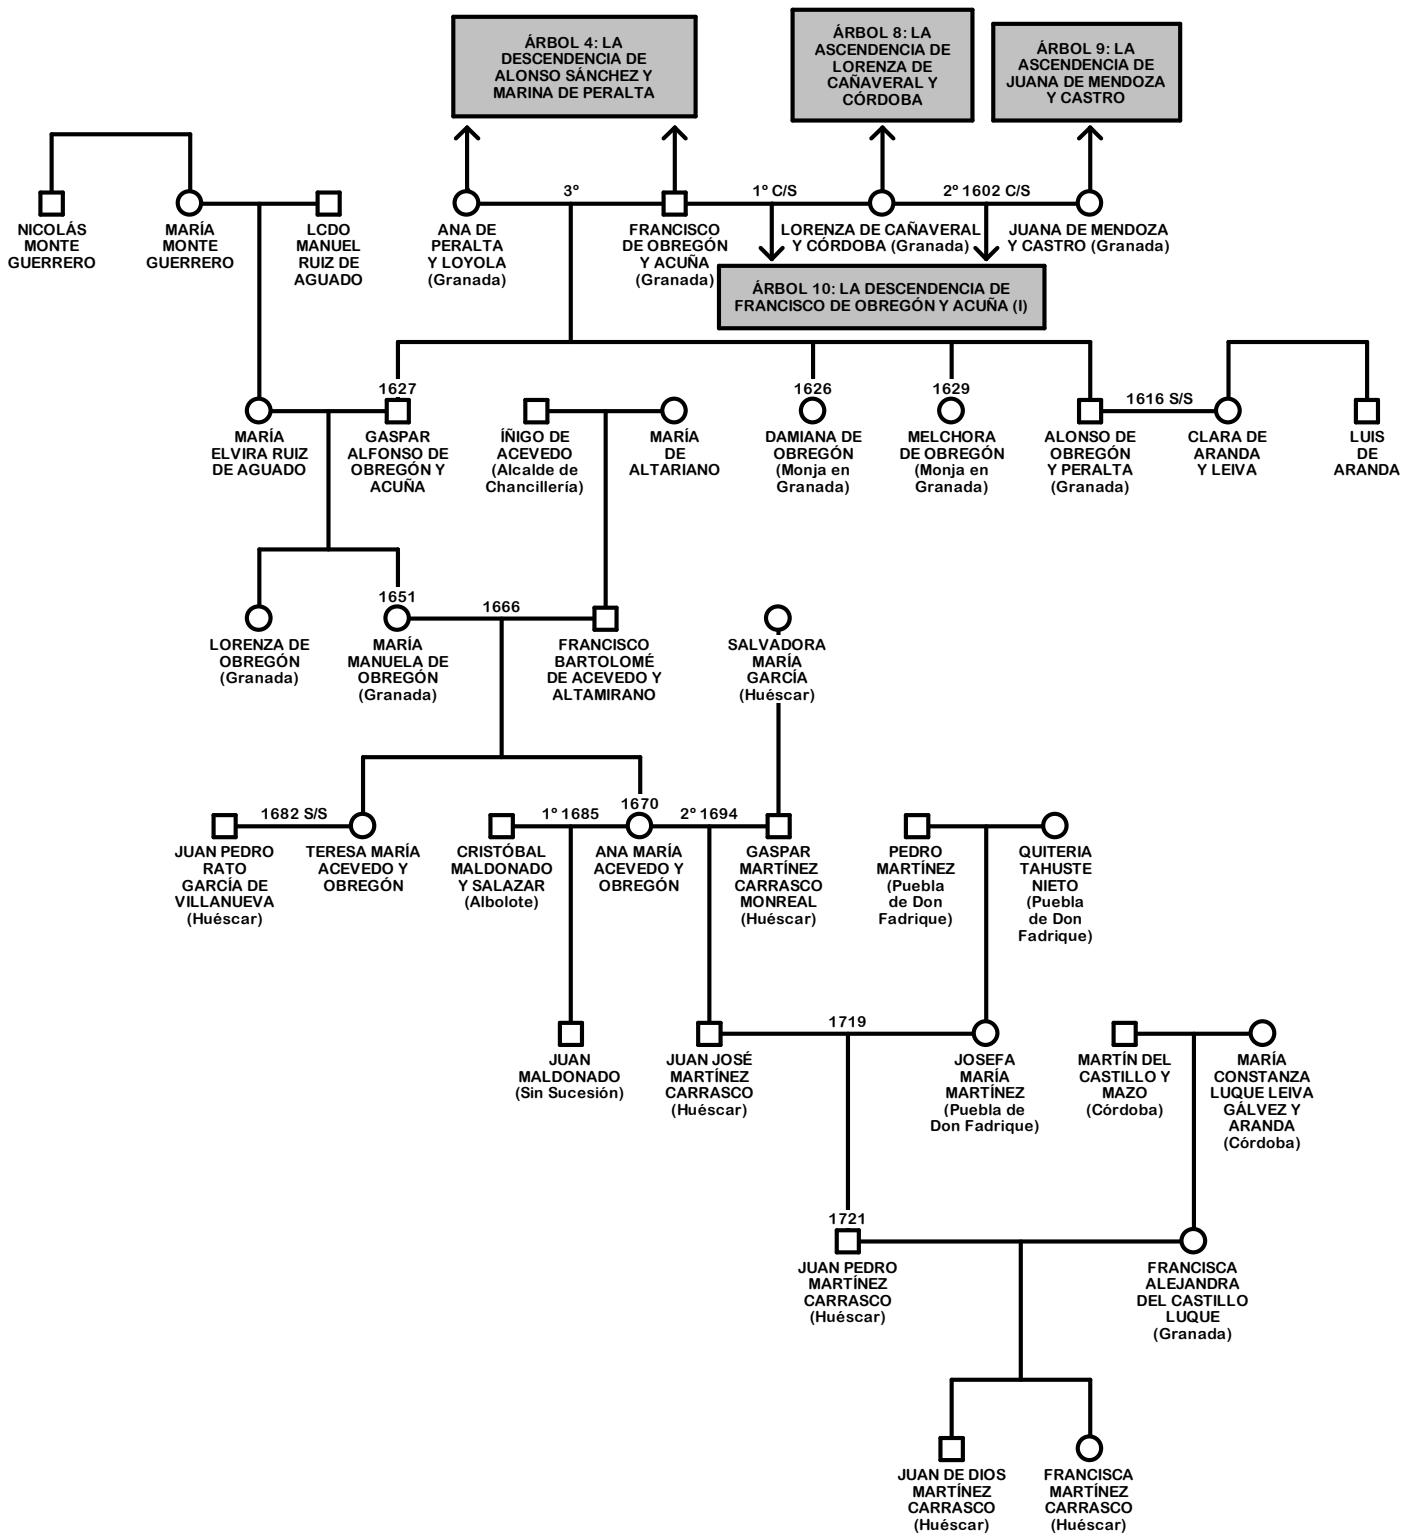 ÁRBOL 4: LA
DESCENDENCIA DE
ALONSO SÁNCHEZ Y
MARINA DE PERALTA
ÁRBOL 8: LA
ASCENDENCIA DE
LORENZA DE
CAÑAVERAL Y
CÓRDOBA
ÁRBOL 9: LA
ASCENDENCIA DE
JUANA DE MENDOZA
Y CASTRO
3º
1º C/S
2º 1602 C/S
NICOLÁS
MONTE
GUERRERO
MARÍA
MONTE
GUERRERO
LCDO
MANUEL
RUIZ DE
AGUADO
ANA DE
PERALTA
Y LOYOLA
(Granada)
FRANCISCO
DE OBREGÓN
Y ACUÑA
(Granada)
LORENZA DE CAÑAVERAL
Y CÓRDOBA (Granada)
JUANA DE MENDOZA
Y CASTRO (Granada)
ÁRBOL 10: LA DESCENDENCIA DE
FRANCISCO DE OBREGÓN Y ACUÑA (I)
1627
1626
1629
1616 S/S
MARÍA
ELVIRA RUIZ
DE AGUADO
GASPAR
ALFONSO DE
OBREGÓN Y
ACUÑA
ÍÑIGO DE
ACEVEDO
(Alcalde de
Chancillería)
MARÍA
DE
ALTARIANO
DAMIANA DE
OBREGÓN
(Monja en
Granada)
MELCHORA
DE OBREGÓN
(Monja en
Granada)
ALONSO DE
OBREGÓN
Y PERALTA
(Granada)
CLARA DE
ARANDA
Y LEIVA
LUIS
DE
ARANDA
1651
1666
LORENZA DE
OBREGÓN
(Granada)
MARÍA
MANUELA DE
OBREGÓN
(Granada)
FRANCISCO
BARTOLOMÉ
DE ACEVEDO Y
ALTAMIRANO
SALVADORA
MARÍA
GARCÍA
(Huéscar)
1682 S/S
1º 1685
1670
2º 1694
JUAN PEDRO
RATO
GARCÍA DE
VILLANUEVA
(Huéscar)
TERESA MARÍA
ACEVEDO Y
OBREGÓN
CRISTÓBAL
MALDONADO
Y SALAZAR
(Albolote)
ANA MARÍA
ACEVEDO Y
OBREGÓN
GASPAR
MARTÍNEZ
CARRASCO
MONREAL
(Huéscar)
PEDRO
MARTÍNEZ
(Puebla
de Don
Fadrique)
QUITERIA
TAHUSTE
NIETO
(Puebla
de Don
Fadrique)
1719
JUAN
MALDONADO
(Sin Sucesión)
JUAN JOSÉ
MARTÍNEZ
CARRASCO
(Huéscar)
JOSEFA
MARÍA
MARTÍNEZ
(Puebla de
Don Fadrique)
MARTÍN DEL
CASTILLO Y
MAZO
(Córdoba)
MARÍA
CONSTANZA
LUQUE LEIVA
GÁLVEZ Y
ARANDA
(Córdoba)
1721
JUAN PEDRO
MARTÍNEZ
CARRASCO
(Huéscar)
FRANCISCA
ALEJANDRA
DEL CASTILLO
LUQUE
(Granada)
JUAN DE DIOS
MARTÍNEZ
CARRASCO
(Huéscar)
FRANCISCA
MARTÍNEZ
CARRASCO
(Huéscar)